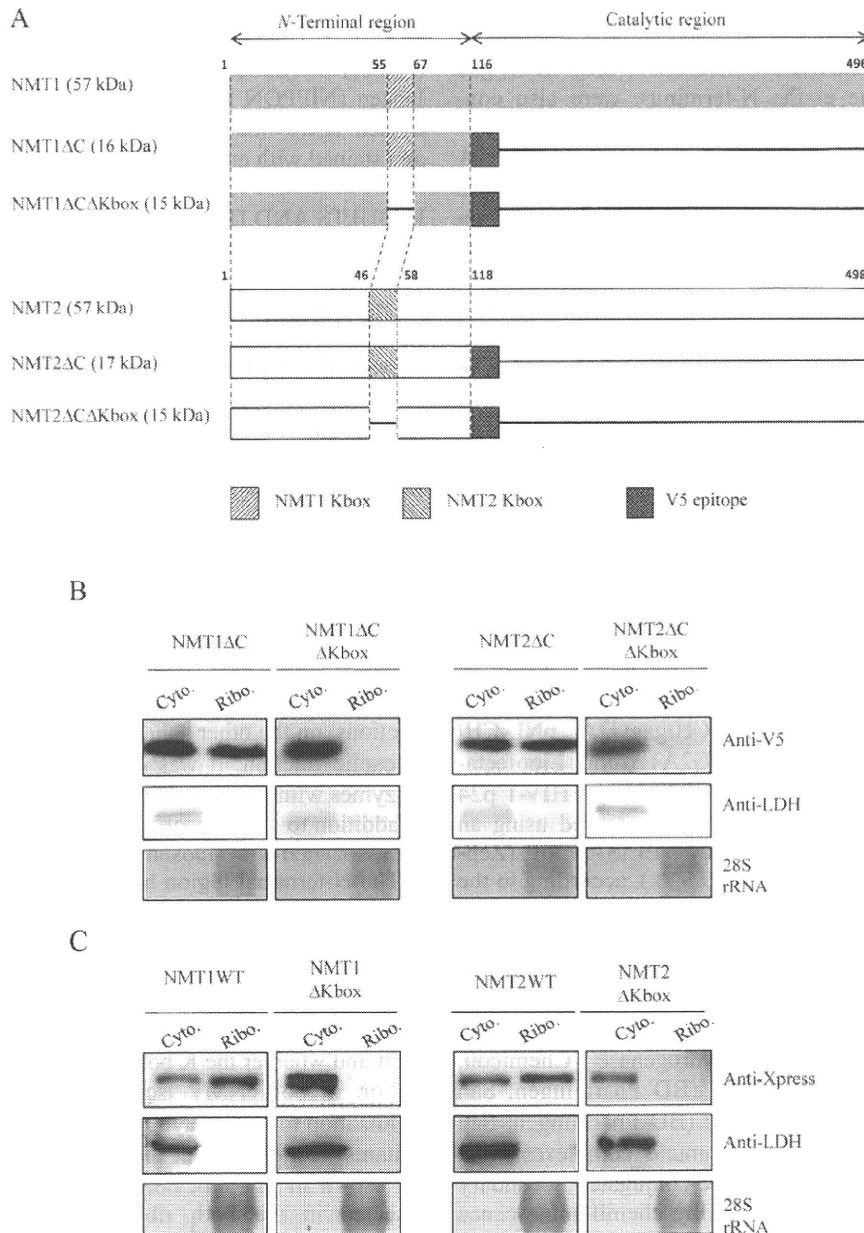 A
N-Terminal region
Catalytic region
1 55 67 116 496
NMT1 (57 kDa)
NMT1ΔC (16 kDa)
NMT1ΔCΔKbox (15 kDa)
1 46 58 118 498
NMT2 (57 kDa)
NMT2ΔC (17 kDa)
NMT2ΔCΔKbox (15 kDa)
NMT1 Kbox
NMT2 Kbox
V5 epitope
B
NMT1ΔC
NMT1ΔC
ΔKbox
NMT2ΔC
NMT2ΔC
ΔKbox
Cyto. Ribo. Cyto. Ribo. Cyto. Ribo. Cyto. Ribo.
Anti-V5
Anti-LDH
28S
rRNA
C
NMT1WT
NMT1
ΔKbox
NMT2WT
NMT2
ΔKbox
Cyto. Ribo. Cyto. Ribo. Cyto. Ribo. Cyto. Ribo.
Anti-Xpress
Anti-LDH
28S
rRNA